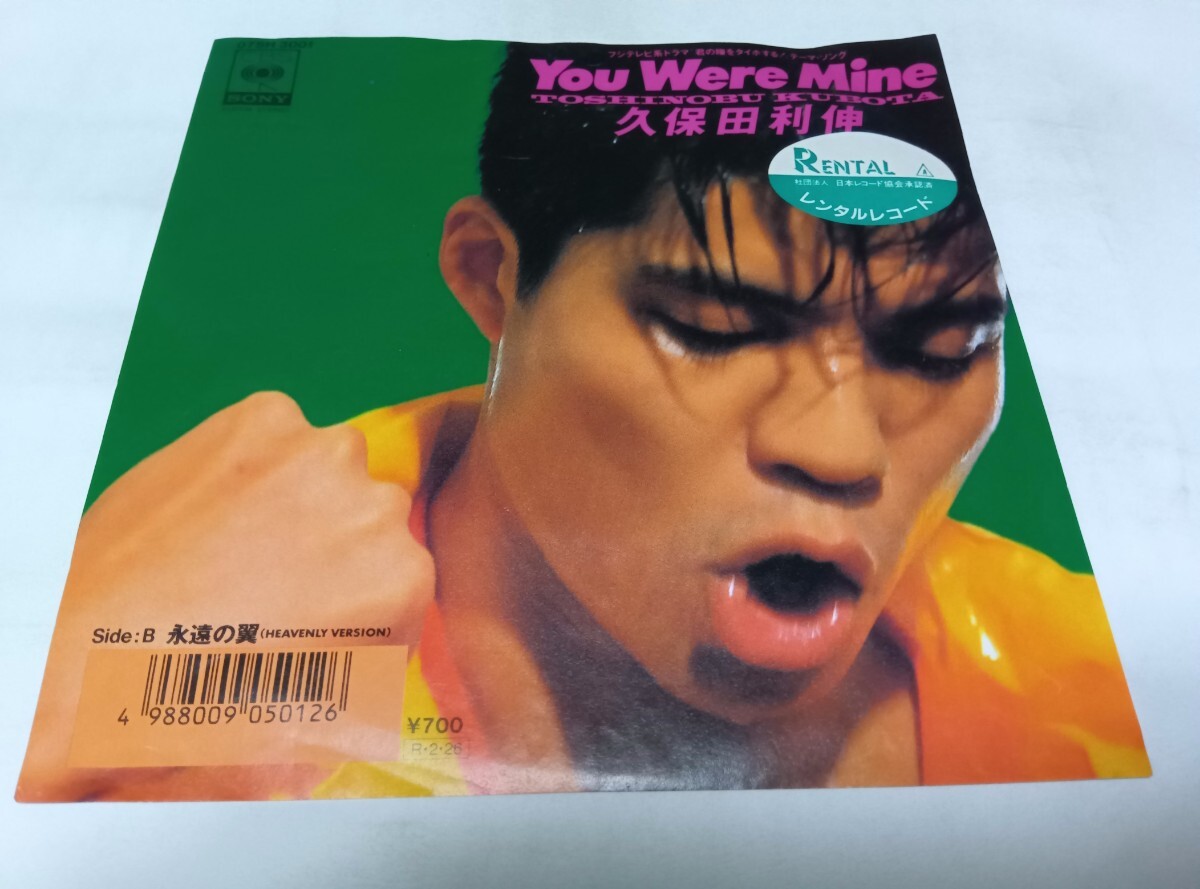 07SH 3001
SONY
フジテレビ系ドラマ 君の瞳をタイホする! テーマ・ソング
You Were Mine
TOSHINOBU KUBOTA
久保田利伸
RENTAL
社団法人 日本レコード協会承認済
レンタルレコード
Side:B 永遠の翼(HEAVENLY VERSION)
4 988009 050126
¥700
R・2・26